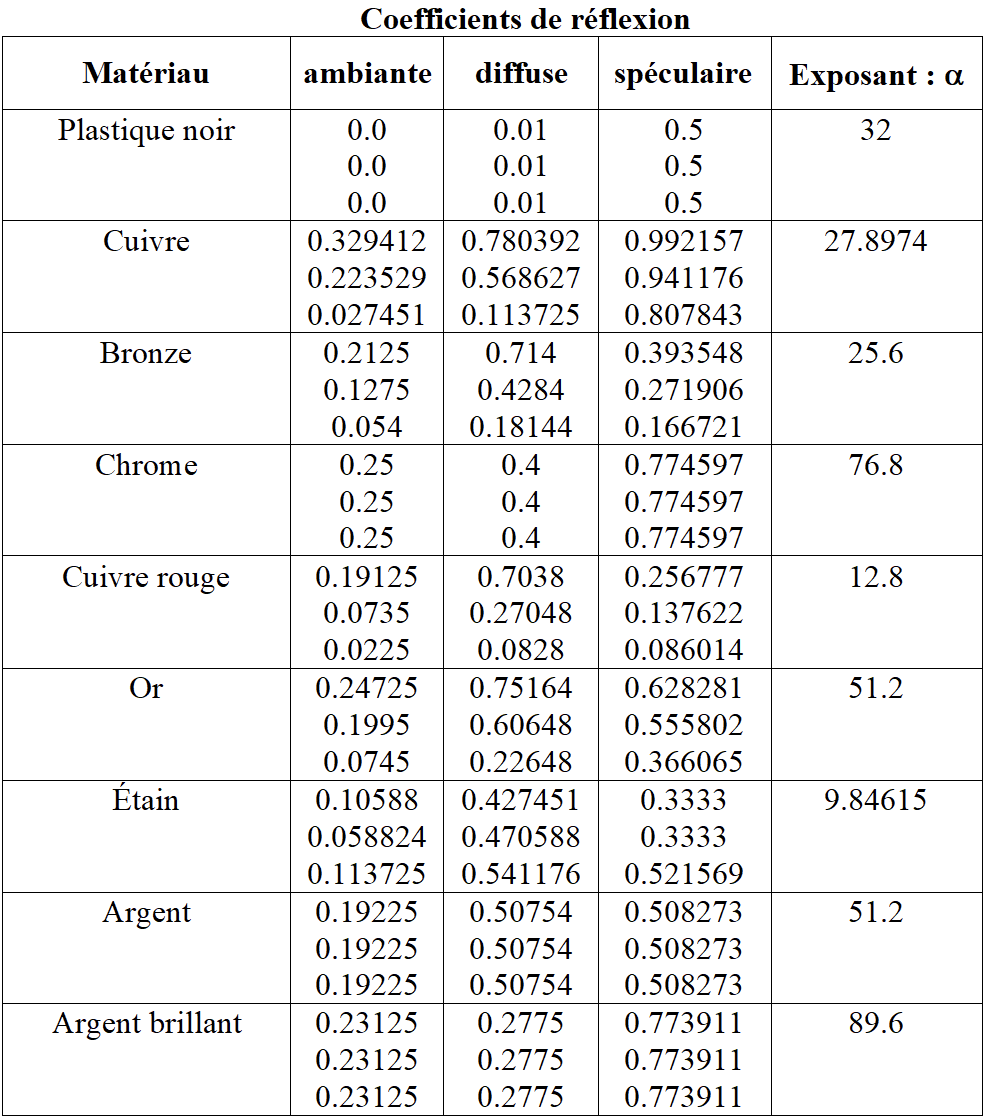 Coefficients de réflexion
Matériau ambiante diffuse spéculaire Exposant : α
Plastique noir 0.0 0.01 0.5 32
0.0 0.01 0.5
0.0 0.01 0.5
Cuivre 0.329412 0.780392 0.992157 27.8974
0.223529 0.568627 0.941176
0.027451 0.113725 0.807843
Bronze 0.2125 0.714 0.393548 25.6
0.1275 0.4284 0.271906
0.054 0.18144 0.166721
Chrome 0.25 0.4 0.774597 76.8
0.25 0.4 0.774597
0.25 0.4 0.774597
Cuivre rouge 0.19125 0.7038 0.256777 12.8
0.0735 0.27048 0.137622
0.0225 0.0828 0.086014
Or 0.24725 0.75164 0.628281 51.2
0.1995 0.60648 0.555802
0.0745 0.22648 0.366065
Étain 0.10588 0.427451 0.3333 9.84615
0.058824 0.470588 0.3333
0.113725 0.541176 0.521569
Argent 0.19225 0.50754 0.508273 51.2
0.19225 0.50754 0.508273
0.19225 0.50754 0.508273
Argent brillant 0.23125 0.2775 0.773911 89.6
0.23125 0.2775 0.773911
0.23125 0.2775 0.773911